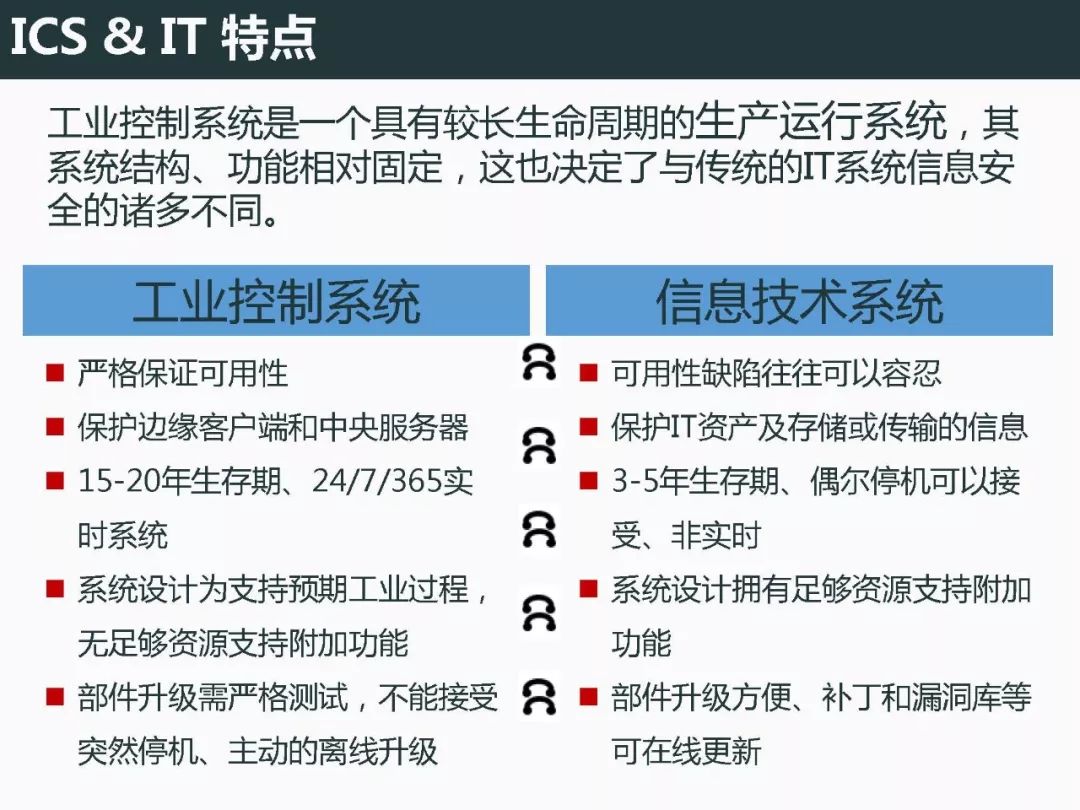 ICS & IT 特点
工业控制系统是一个具有较长生命周期的生产运行系统，其
系统结构、功能相对固定，这也决定了与传统的IT系统信息安
全的诸多不同。
工业控制系统
严格保证可用性
保护边缘客户端和中央服务器
15-20年生存期、24/7/365实
时系统
系统设计为支持预期工业过程，
无足够资源支持附加功能
部件升级需严格测试，不能接受
突然停机、主动的离线升级
信息技术系统
可用性缺陷往往可以容忍
保护IT资产及存储或传输的信息
3-5年生存期、偶尔停机可以接
受、非实时
系统设计拥有足够资源支持附加
功能
部件升级方便、补丁和漏洞库等
可在线更新